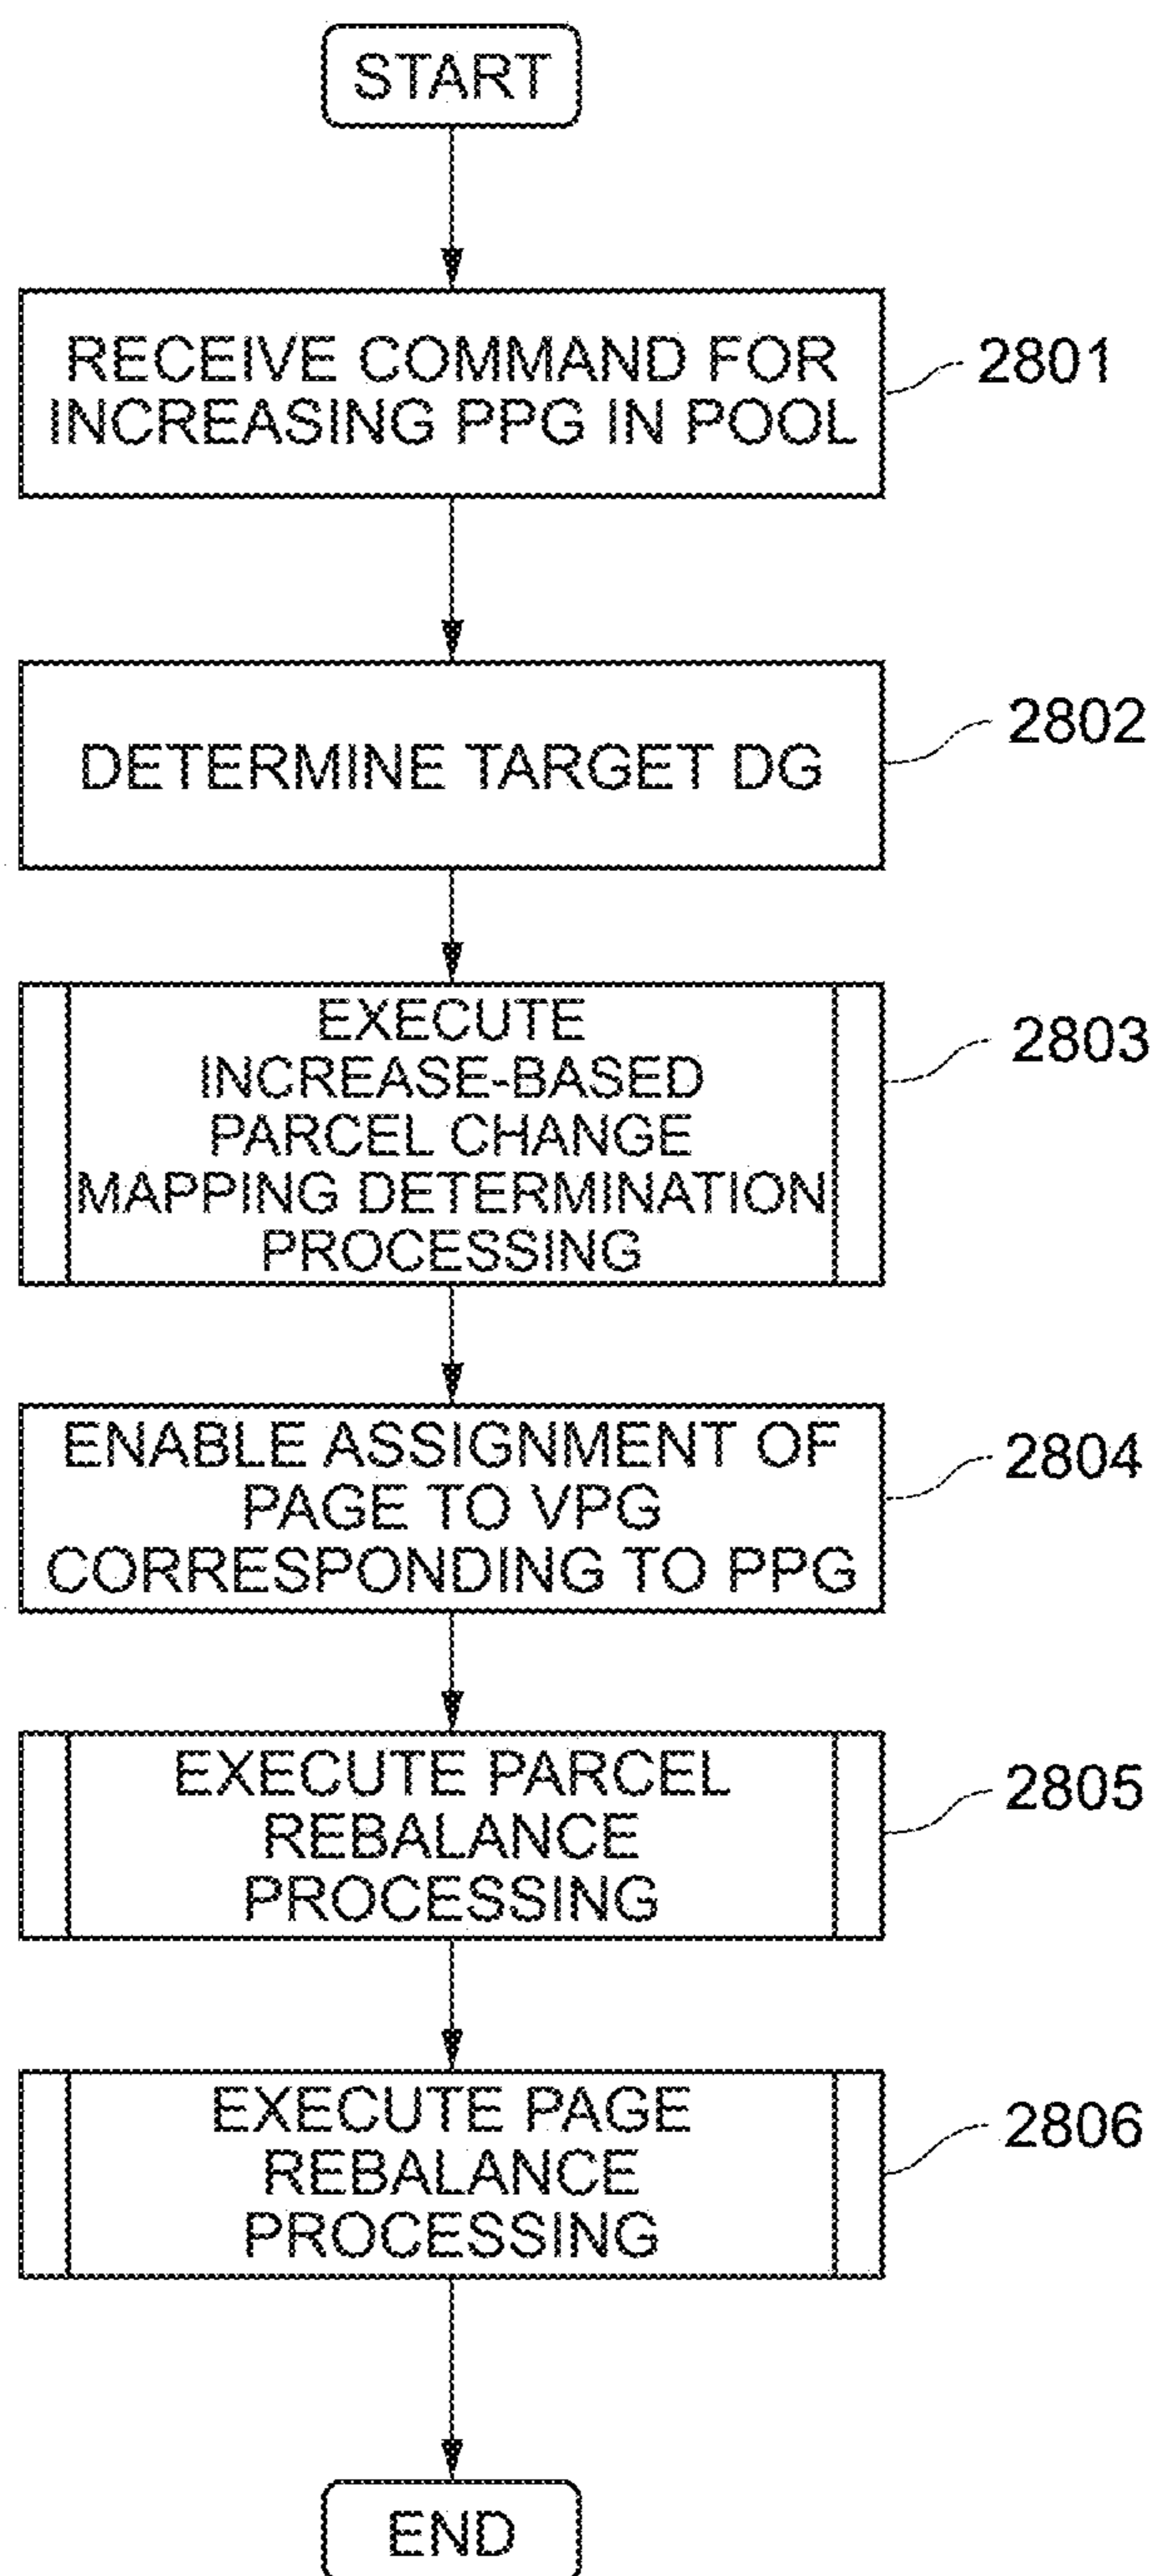 START
RECEIVE COMMAND FOR
INCREASING PPG IN POOL
2801
DETERMINE TARGET DG
2802
EXECUTE
INCREASE-BASED
PARCEL CHANGE
MAPPING DETERMINATION
PROCESSING
2803
ENABLE ASSIGNMENT OF
PAGE TO VPG
CORRESPONDING TO PPG
2804
EXECUTE PARCEL
REBALANCE
PROCESSING
2805
EXECUTE PAGE
REBALANCE
PROCESSING
2806
END